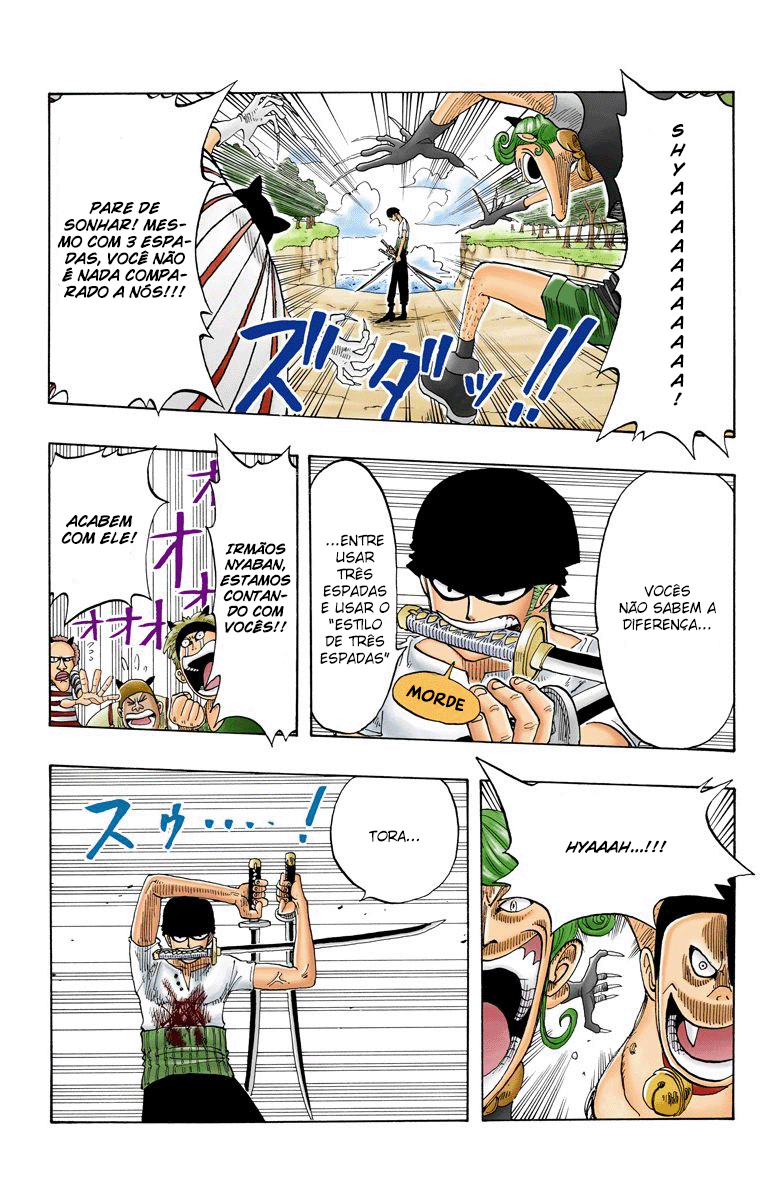 SHYAAAAAAAAAA!
PARE DE
SONHAR! MES-
MO COM 3 ESPA-
DAS, VOCÊ NÃO
É NADA COMPA-
RADO A NÓS!!!
ズダッ!!
VOCÊS
NÃO SABEM A
DIFERENÇA...
...ENTRE
USAR
TRÊS
ESPADAS
E USAR O
"ESTILO
DE TRÊS
ESPADAS"
MORDE
IRMÃOS
NYABAN,
ESTAMOS
CONTAN-
DO COM
VOCÊS!!
ACABEM
COM ELE!
オオオオオオ
HYAAAH...!!!
TORA...
スゥ・・・・・!